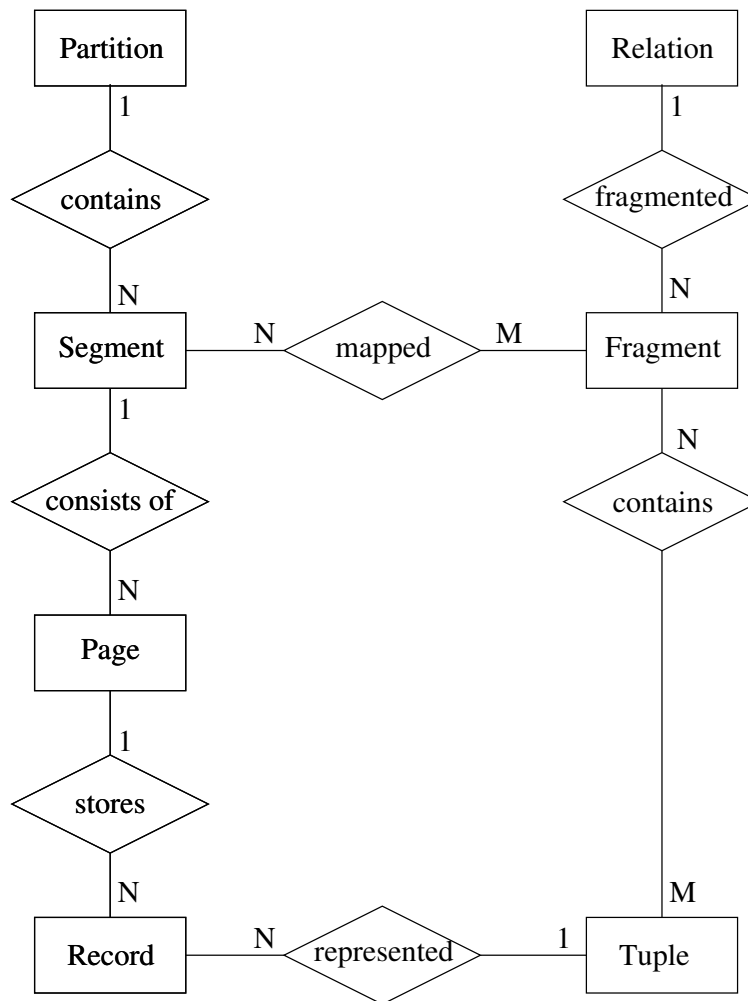 Partition
Relation
1
1
contains
fragmented
N
N
Segment
N
mapped
M
Fragment
1
N
consists of
contains
N
Page
1
stores
N
M
Record
N
represented
1
Tuple